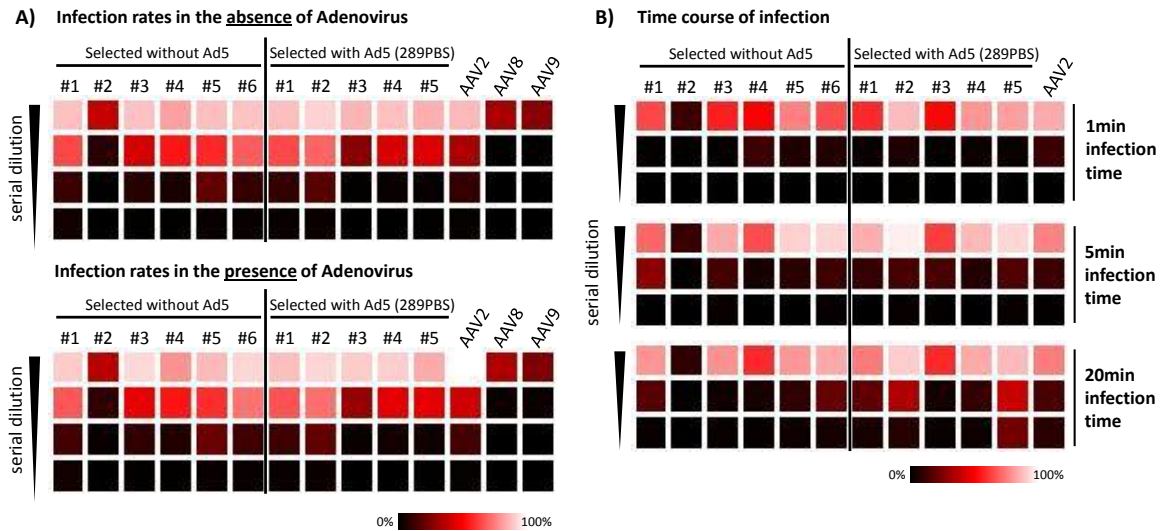 A) Infection rates in the absence of Adenovirus
Selected without Ad5 Selected with Ad5 (289PBS)
#1 #2 #3 #4 #5 #6 #1 #2 #3 #4 #5 AAV2 AAV8 AAV9
serial dilution
Infection rates in the presence of Adenovirus
Selected without Ad5 Selected with Ad5 (289PBS)
#1 #2 #3 #4 #5 #6 #1 #2 #3 #4 #5 AAV2 AAV8 AAV9
serial dilution
0% 100%
B) Time course of infection
Selected without Ad5 Selected with Ad5 (289PBS)
#1 #2 #3 #4 #5 #6 #1 #2 #3 #4 #5 AAV2
serial dilution
1min
infection
time
5min
infection
time
20min
infection
time
0% 100%